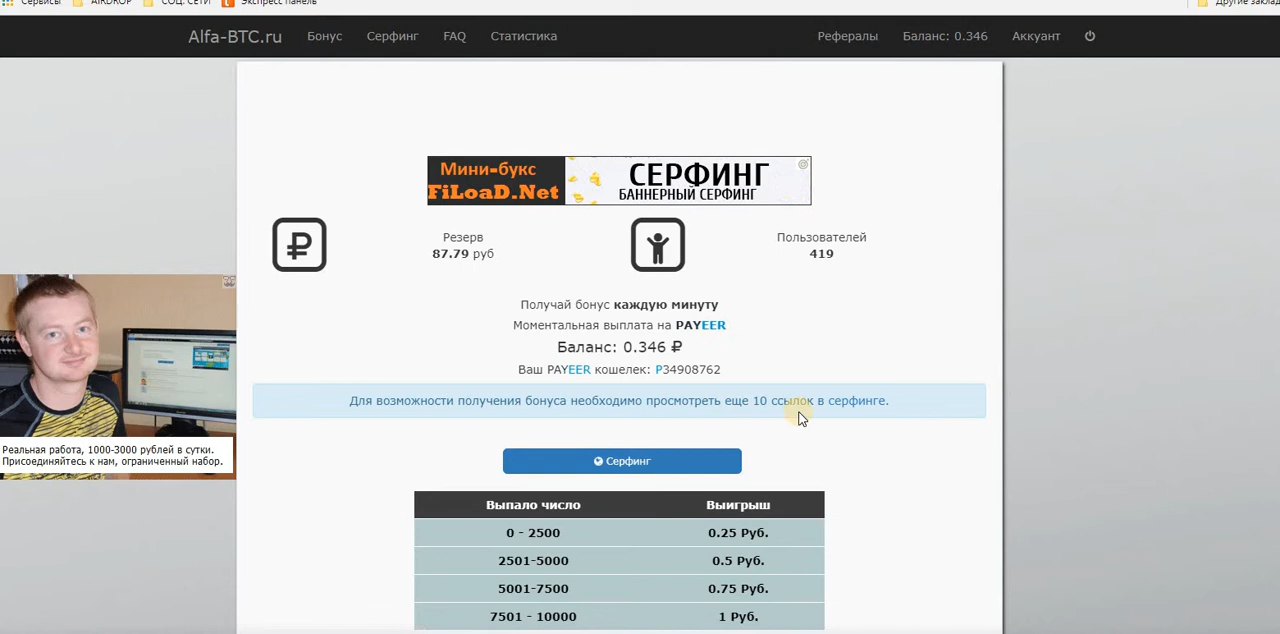 Сервисы AIRDROP СОЦ. СЕТИ Экспресс панель Другие заклад
Alfa-BTC.ru Бонус Серфинг FAQ Статистика Рефералы Баланс: 0.346 Аккуант
Мини-букс СЕРФИНГ
FiLoaD.Net БАННЕРНЫЙ СЕРФИНГ
Резерв Пользователей
87.79 руб 419
Получай бонус каждую минуту
Моментальная выплата на PAYEER
Баланс: 0.346 ₽
Ваш PAYEER кошелек: P34908762
Для возможности получения бонуса необходимо просмотреть еще 10 ссылок в серфинге.
Реальная работа, 1000-3000 рублей в сутки.
Присоединяйтесь к нам, ограниченный набор.
Серфинг
Выпало число Выигрыш
0 - 2500 0.25 Руб.
2501-5000 0.5 Руб.
5001-7500 0.75 Руб.
7501 - 10000 1 Руб.